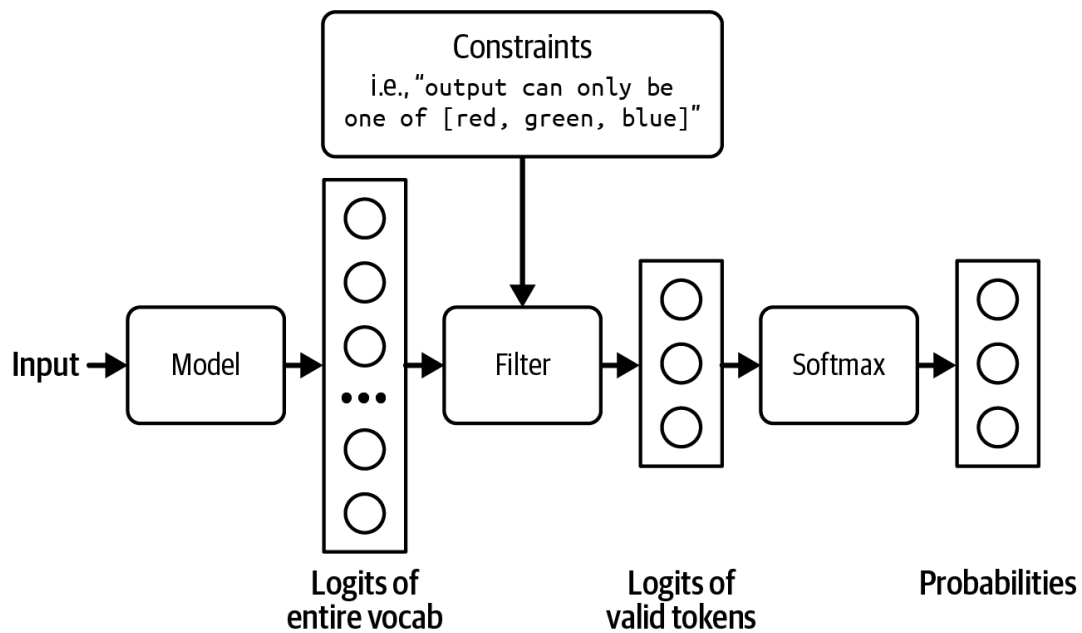 Constraints
i.e., “output can only be
one of [red, green, blue]”
Input
Model
Filter
Softmax
Logits of
entire vocab
Logits of
valid tokens
Probabilities